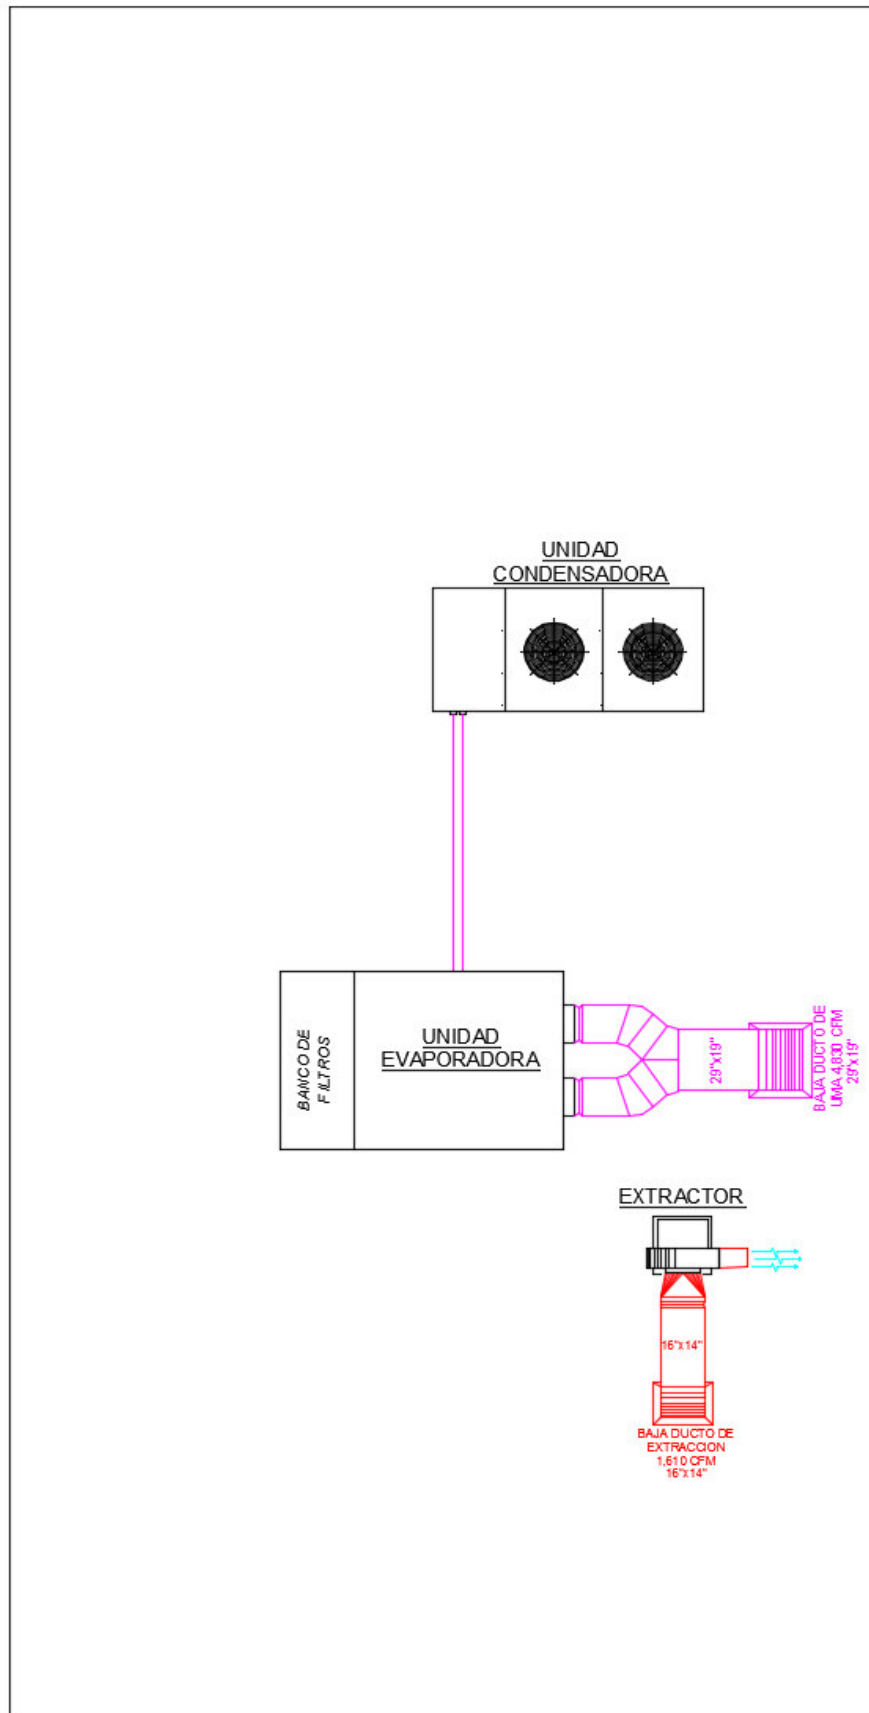 UNIDAD
CONDENSADORA
BANCO DE
FILTROS
UNIDAD
EVAPORADORA
29"x19"
BAJA DUCTO DE
UMA 4,830 CFM
29"x19"
EXTRACTOR
16"x14"
BAJA DUCTO DE
EXTRACCION
1,610 CFM
16"x14"